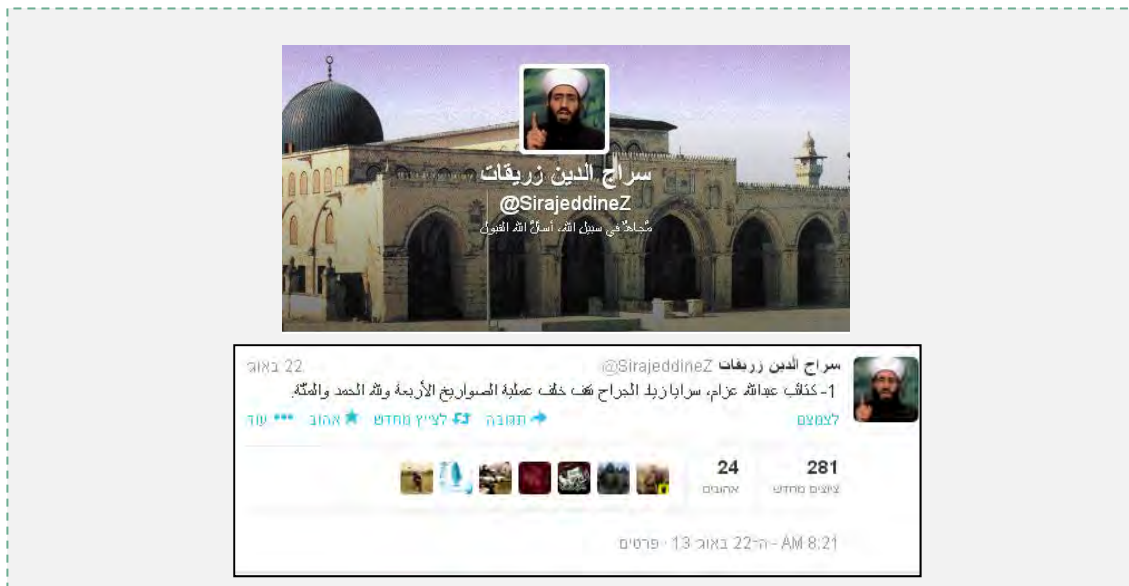 سراج الدين زريقات
@SirajeddineZ
مُجاهدٌ في سبيل الله، أسألُ الله القبول
سراج الدين زريقات @SirajeddineZ
22 באוג
1- كتائب عبدالله عزام، سرايا زياد الجراح تقف خلف عملية الصواريخ الأربعة ولله الحمد والمنّة.
לצמצם
תגובה
לצייץ מחדש
אהוב
עוד
281
ציוצים מחדש
24
אהובים
8:21 AM - ה־22 באוג 13 · פרטים